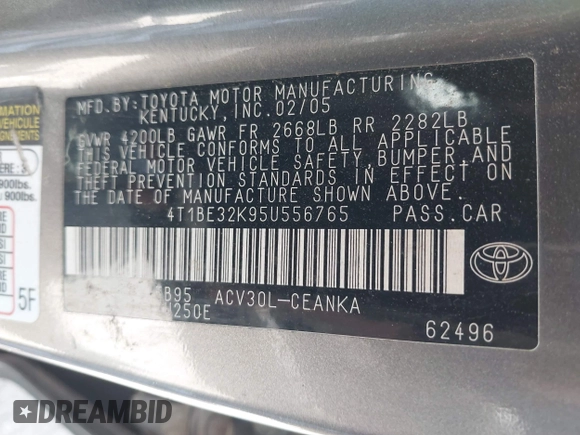 MFD. BY:TOYOTA MOTOR MANUFACTURING
KENTUCKY, INC. 02/05
GVWR 4200LB GAWR FR 2668LB RR 2282LB
THIS VEHICLE CONFORMS TO ALL APPLICABLE
FEDERAL MOTOR VEHICLE SAFETY, BUMPER, AND
THEFT PREVENTION STANDARDS IN EFFECT ON
THE DATE OF MANUFACTURE SHOWN ABOVE.
4T1BE32K95U556765 PASS. CAR
B95 ACV30L-CEANKA
250E
62496
900lbs.
900lbs.
5F
DREAMBID